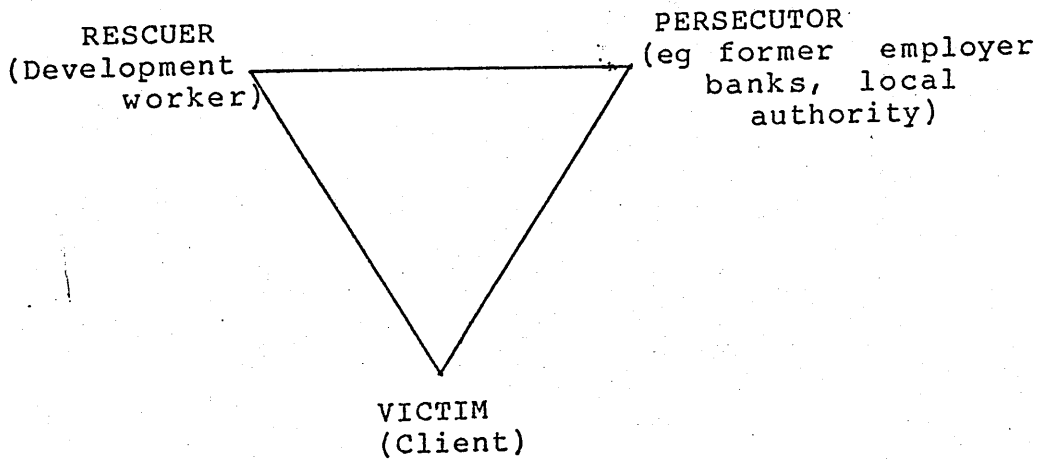 RESCUER
(Development
worker)
PERSECUTOR
(eg former employer
banks, local
authority)
VICTIM
(Client)